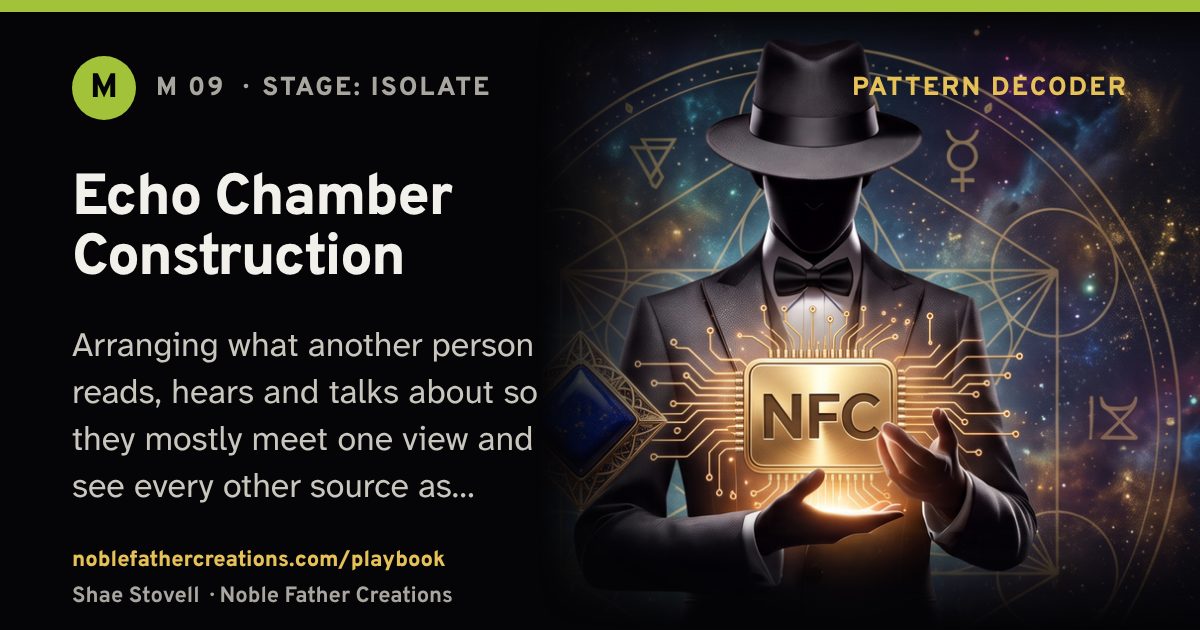 M
M 09 · STAGE: ISOLATE
PATTERN DECODER
Echo Chamber
Construction
Arranging what another person
reads, hears and talks about so
they mostly meet one view and
see every other source as...
NFC
noblefathercreations.com/playbook
Shae Stovell · Noble Father Creations